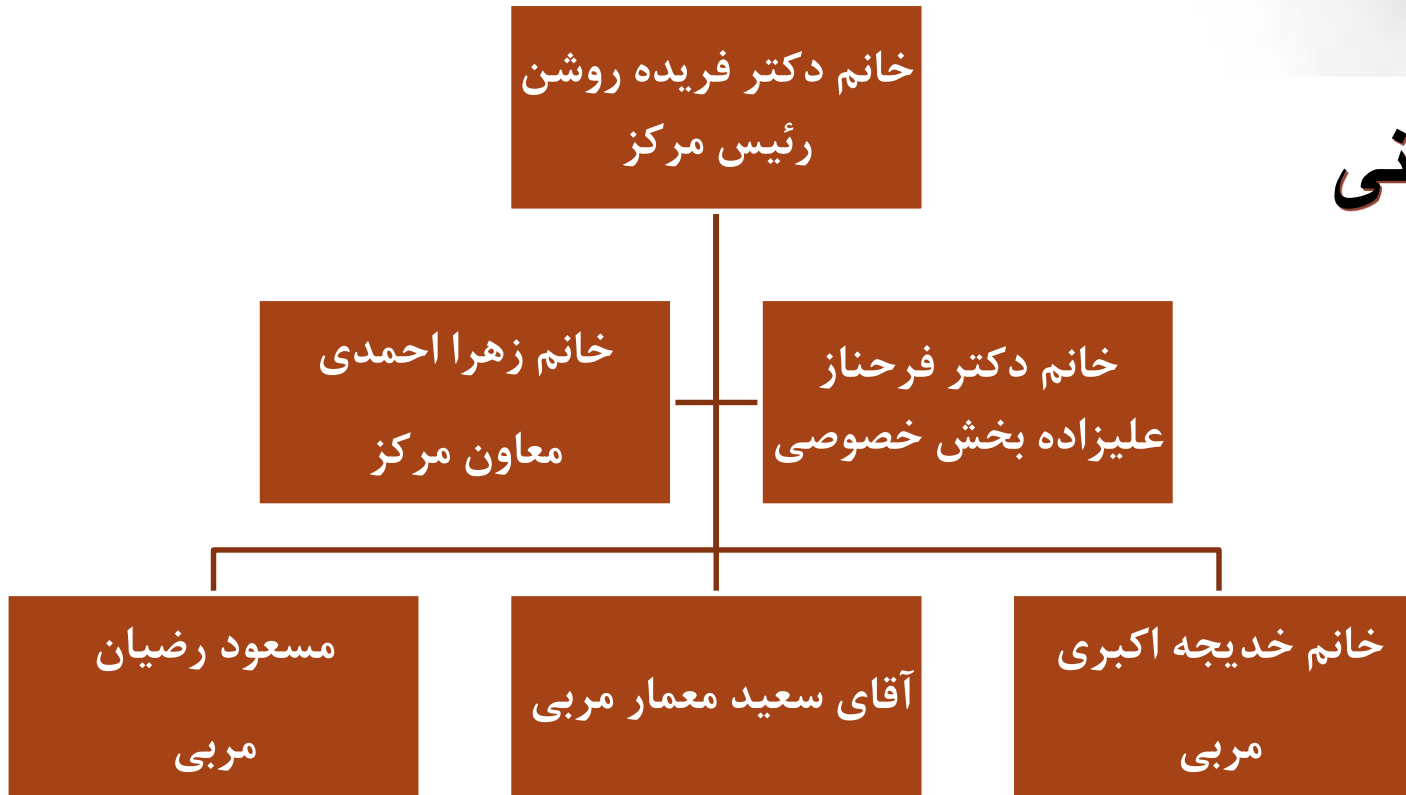 خانم دکتر فریده روشن
رئیس مرکز
خانم دکتر فرحناز
علیزاده بخش خصوصی
خانم زهرا احمدی
معاون مرکز
خانم خدیجه اکبری
مربی
آقای سعید معمار مربی
مسعود رضیان
مربی